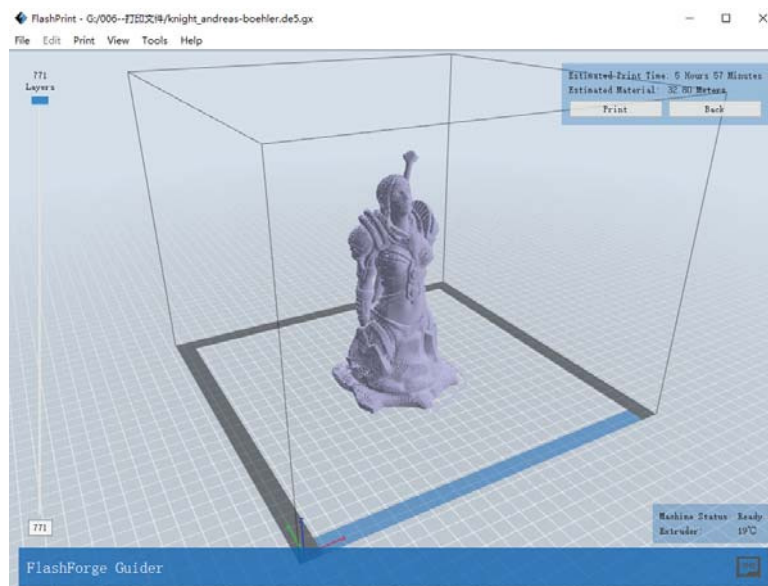 FlashPrint - G:/006--打印文件/knight_andreas-boehler.de5.gx
File Edit Print View Tools Help
771
Layers
Estimated Print Time: 5 Hours 57 Minutes
Estimated Material: 32.80 Meters
Print Back
771
Machine Status: Ready
Extruder: 19℃
FlashForge Guider